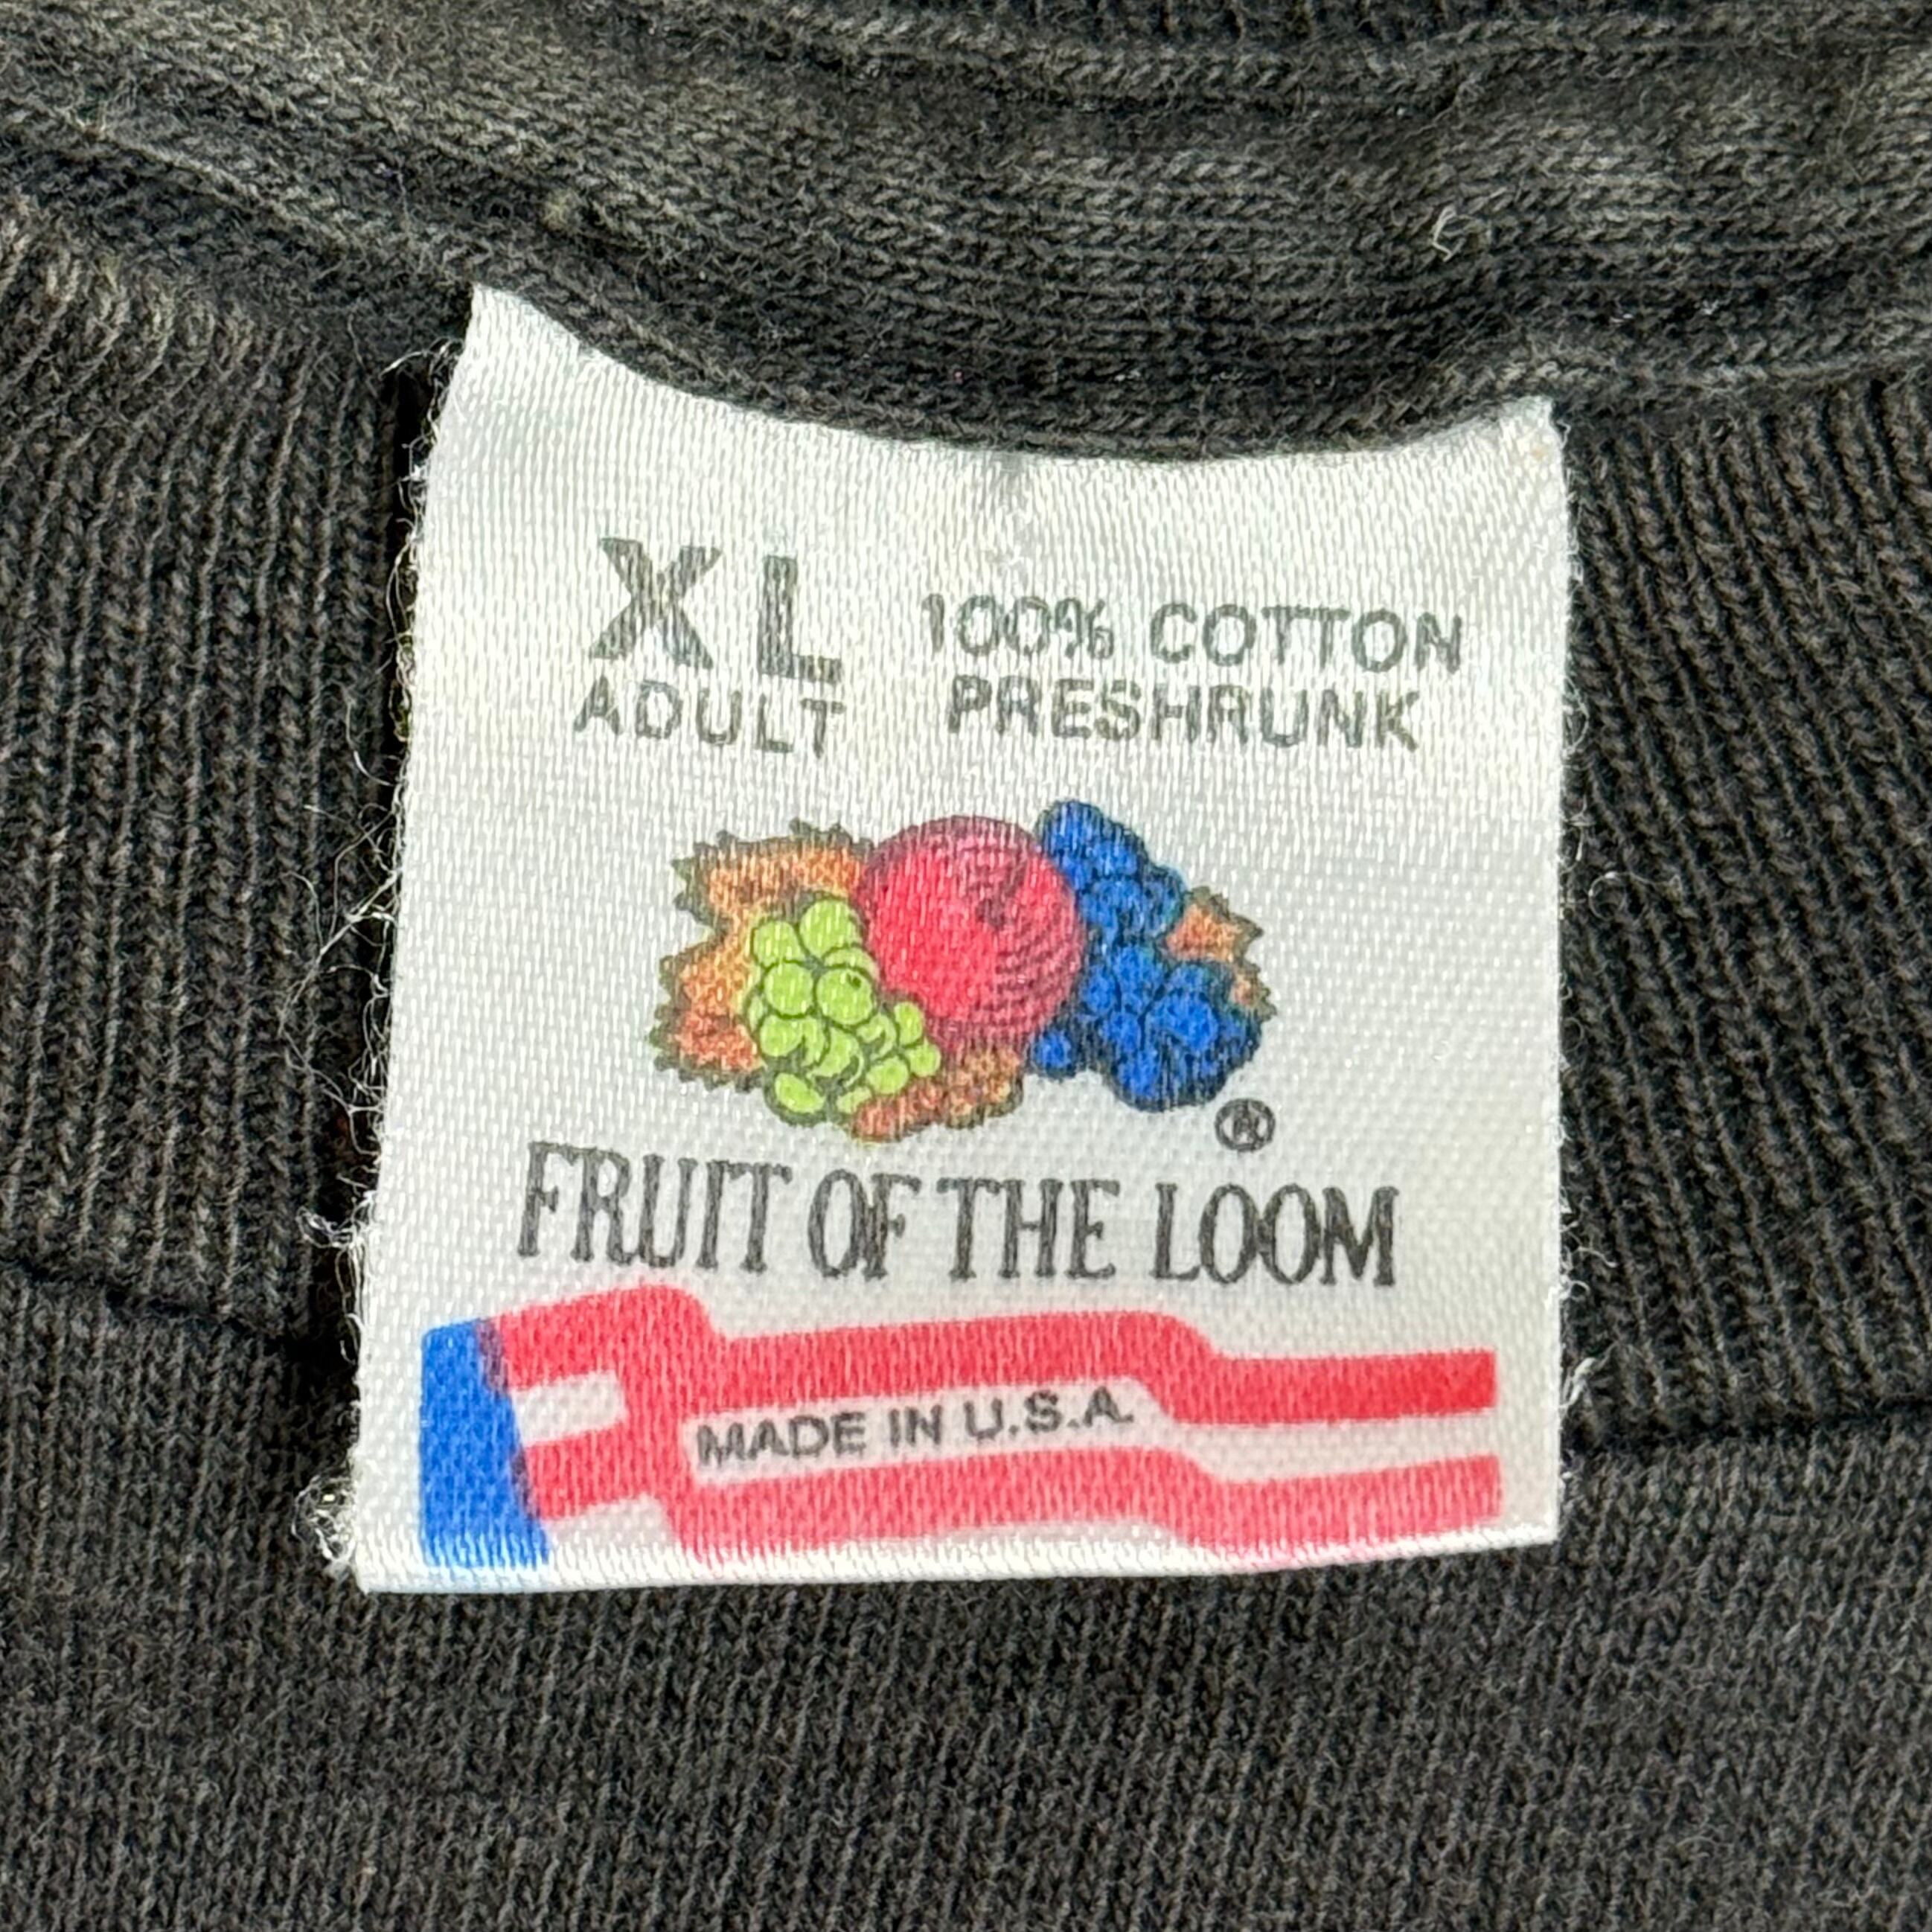 XL
ADULT
100% COTTON
PRESHRUNK
®
FRUIT OF THE LOOM
MADE IN U.S.A.